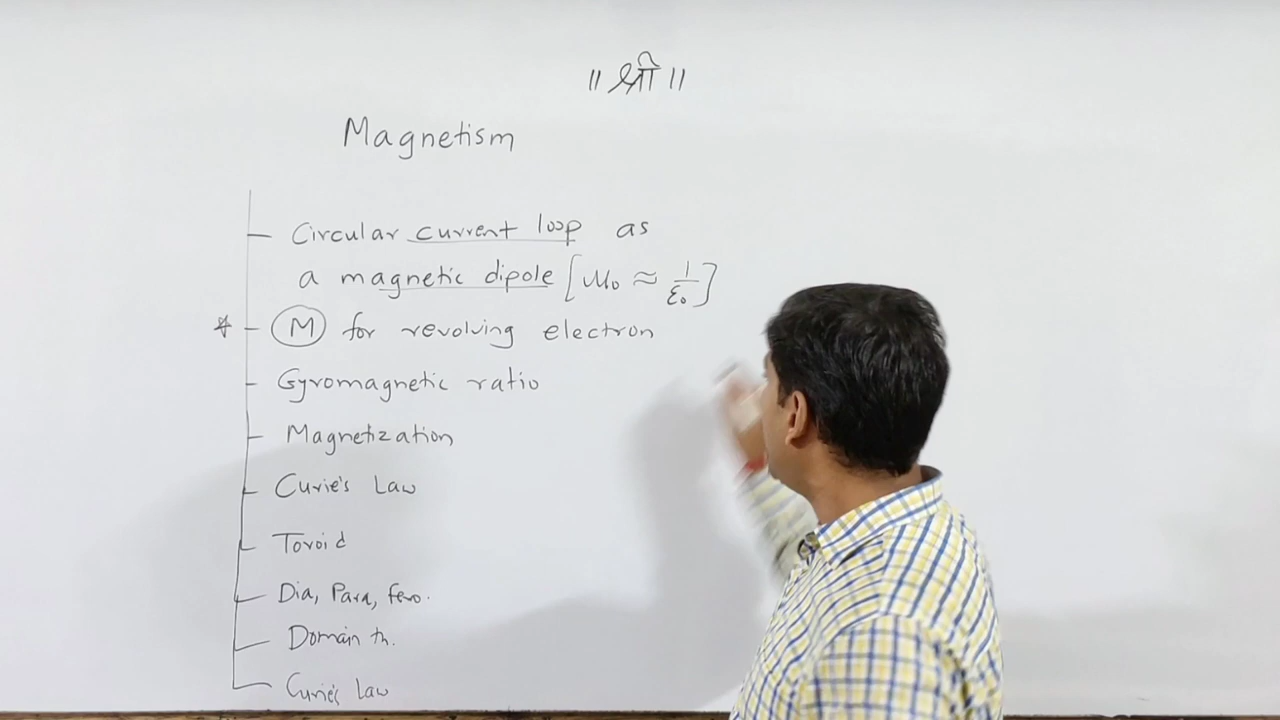 ॥ श्री ॥
Magnetism
Circular current loop as
a magnetic dipole [μ₀ ≈ 1/ε₀]
* M for revolving electron
Gyromagnetic ratio
Magnetization
Curie's Law
Toroid
Dia, Para, fero.
Domain th.
Curie's Law